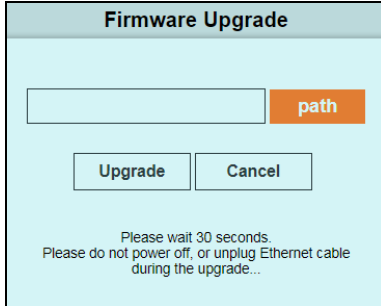 Firmware Upgrade
path
Upgrade Cancel
Please wait 30 seconds.
Please do not power off, or unplug Ethernet cable
during the upgrade...